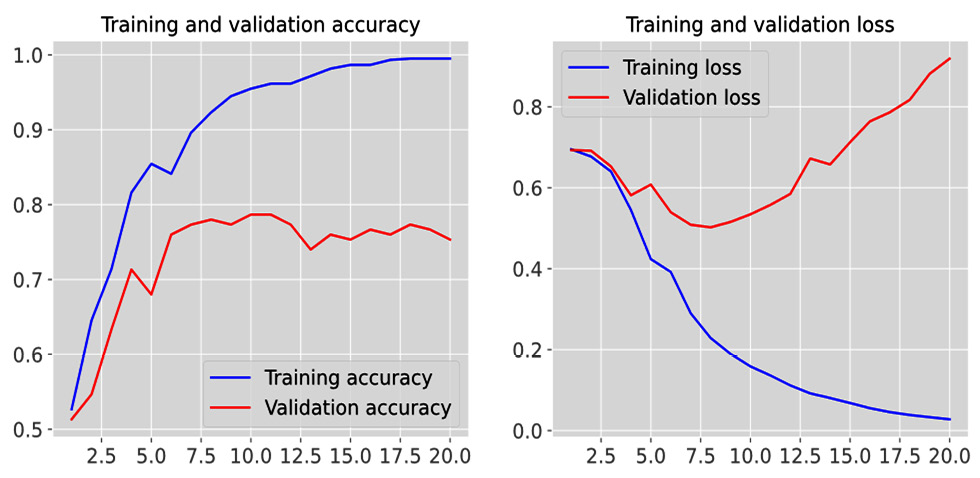 Training and validation accuracy
1.0
0.9
0.8
0.7
0.6
0.5
Training accuracy
Validation accuracy
2.5 5.0 7.5 10.0 12.5 15.0 17.5 20.0
Training and validation loss
Training loss
Validation loss
0.8
0.6
0.4
0.2
0.0
2.5 5.0 7.5 10.0 12.5 15.0 17.5 20.0